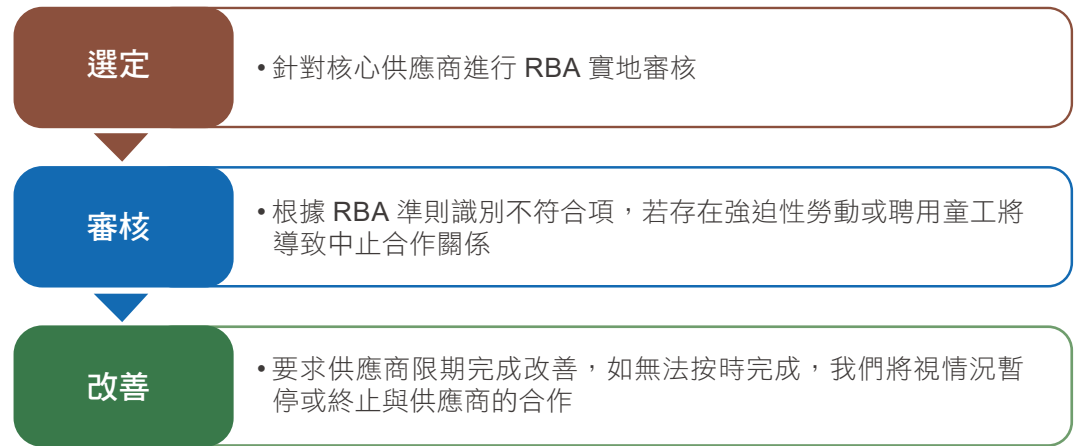 選定
• 針對核心供應商進行 RBA 實地審核
審核
• 根據 RBA 準則識別不符合項，若存在強迫性勞動或聘用童工將
導致中止合作關係
改善
• 要求供應商限期完成改善，如無法按時完成，我們將視情況暫
停或終止與供應商的合作